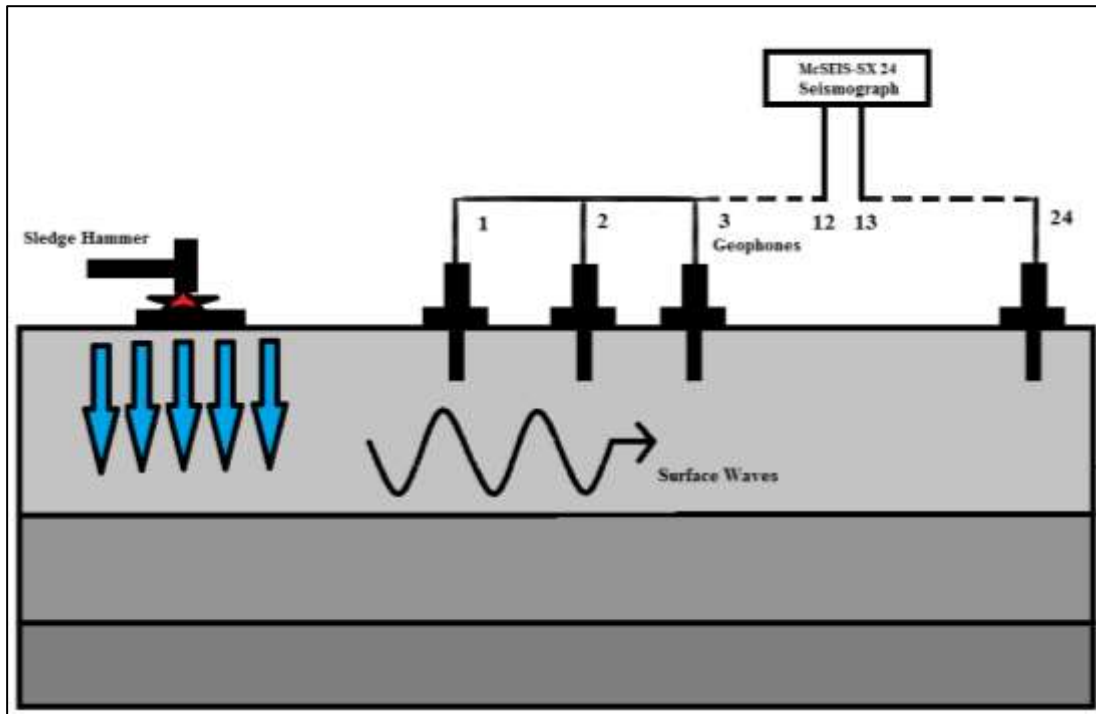 McSEIS-SX 24
Seismograph
1
2
3
12
13
24
Geophones
Sledge Hammer
Surface Waves